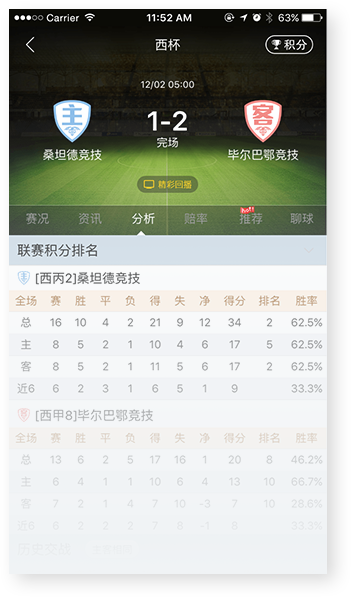 Carrier 11:52 AM 63%
西杯 积分
12/02 05:00
主 1-2 客
完场
桑坦德竞技 毕尔巴鄂竞技
精彩回播
hot!
赛况 资讯 分析 赔率 推荐 聊球
联赛积分排名
[西丙2]桑坦德竞技
全场 赛 胜 平 负 得 失 净 得分 排名 胜率
总 16 10 4 2 21 9 12 34 2 62.5%
主 8 5 2 1 10 4 6 17 5 62.5%
客 8 5 2 1 11 5 6 17 2 62.5%
近6 6 2 3 1 6 5 1 9 33.3%
[西甲8]毕尔巴鄂竞技
全场 赛 胜 平 负 得 失 净 得分 排名 胜率
总 13 6 2 5 17 16 1 20 8 46.2%
主 6 4 1 1 10 6 4 13 10 66.7%
客 7 2 1 4 7 10 -3 7 10 28.6%
近6 6 2 2 2 7 8 -1 8 33.3%